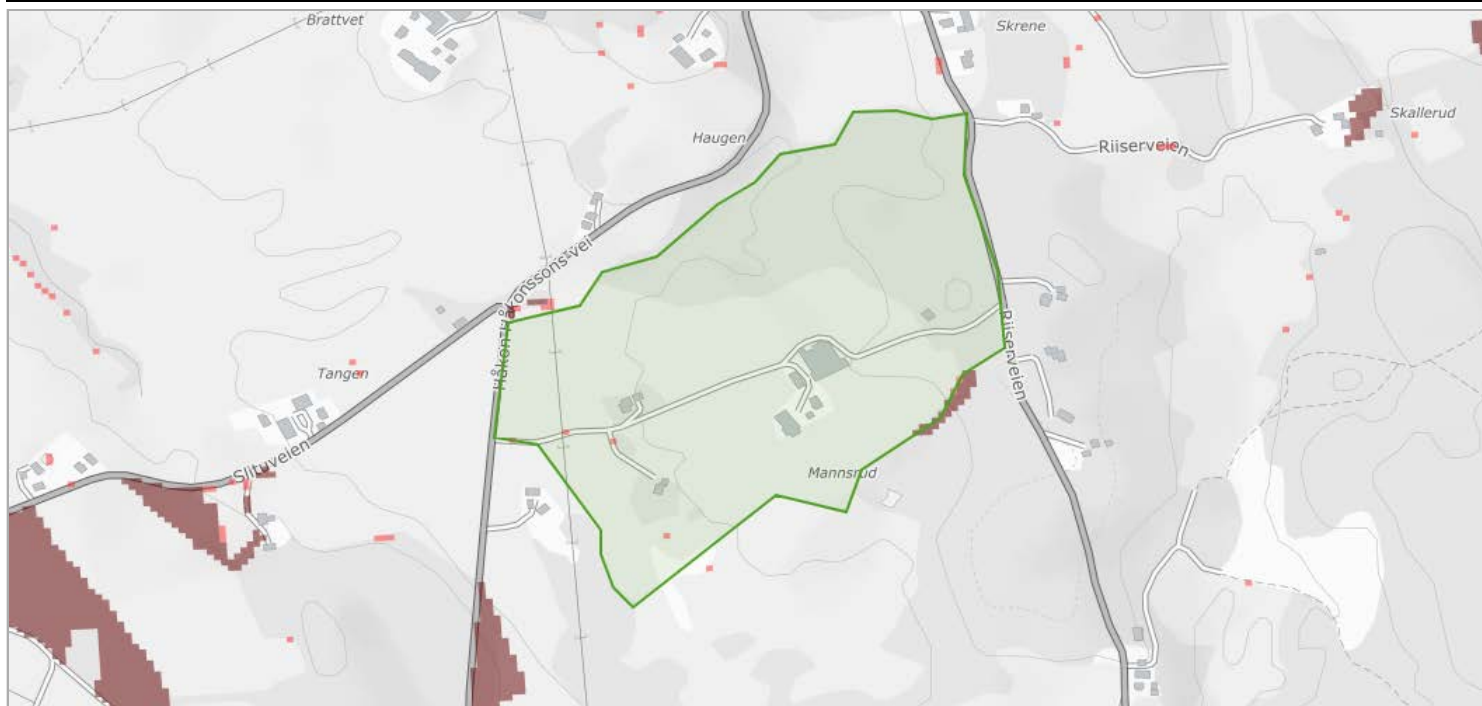 Brattvet
Skrene
Skallerud
Haugen
Riiserveien
Håkon Håkonssons vei
Tangen
Riiserveien
Slituveien
Mannsrud